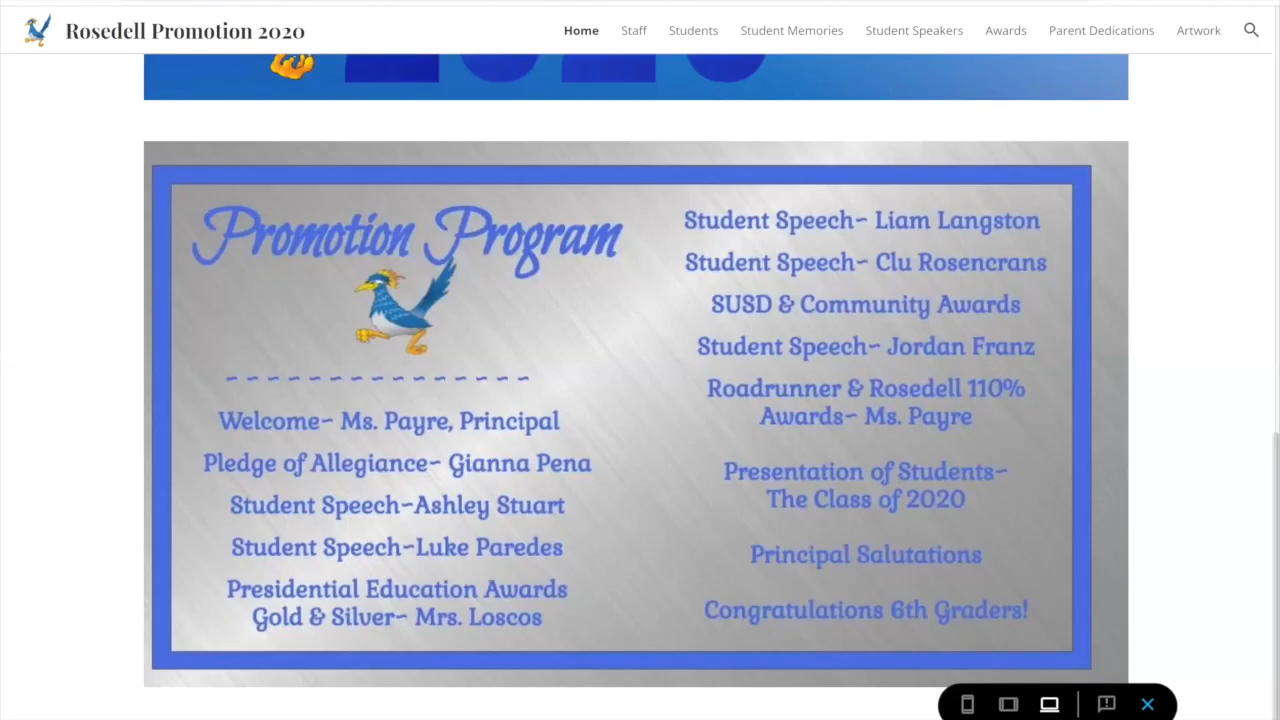 Rosedell Promotion 2020
Home
Staff
Students
Student Memories
Student Speakers
Awards
Parent Dedications
Artwork
2020
Promotion Program
~ ~ ~ ~ ~ ~ ~ ~ ~ ~ ~ ~ ~ ~ ~
Welcome~ Ms. Payre, Principal
Pledge of Allegiance~ Gianna Pena
Student Speech~Ashley Stuart
Student Speech~Luke Paredes
Presidential Education Awards
Gold & Silver~ Mrs. Loscos
Student Speech~ Liam Langston
Student Speech~ Clu Rosencrans
SUSD & Community Awards
Student Speech~ Jordan Franz
Roadrunner & Rosedell 110%
Awards~ Ms. Payre
Presentation of Students~
The Class of 2020
Principal Salutations
Congratulations 6th Graders!